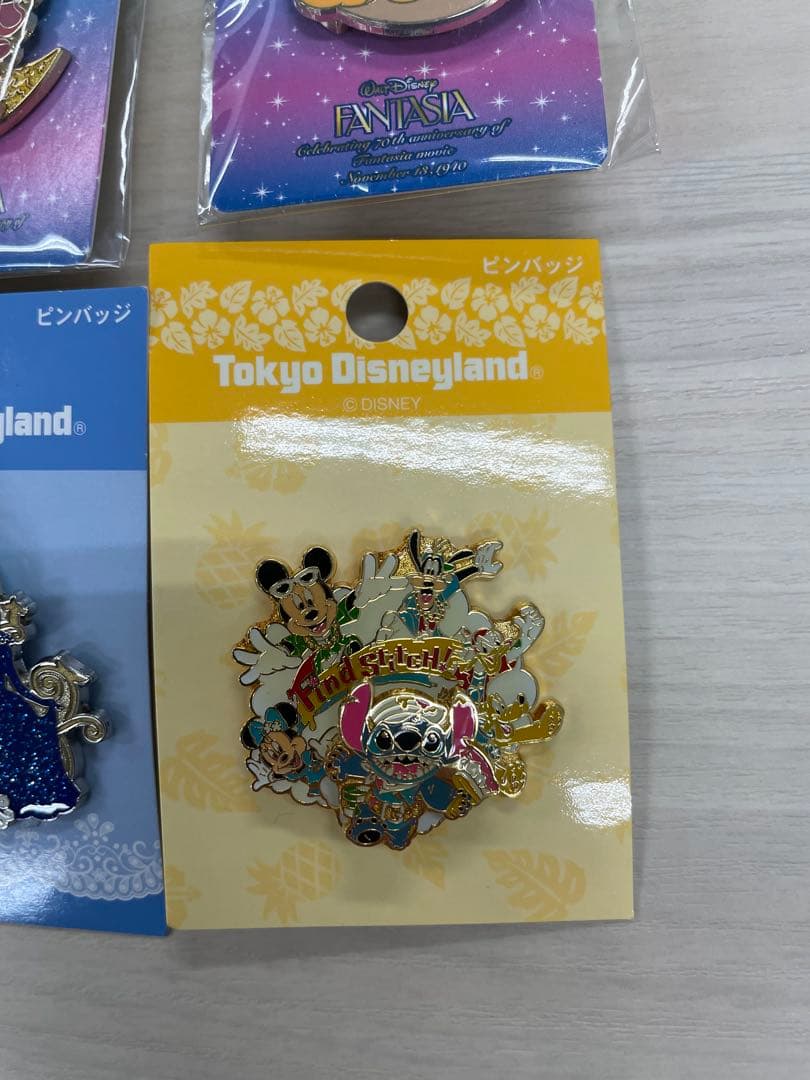 WALT DISNEY
FANTASIA
Celebrating 70th anniversary of
Fantasia movie
November 13, 1940
A
of
ピンバッジ
yland®
ピンバッジ
Tokyo Disneyland®
© DISNEY
Find STITCH!